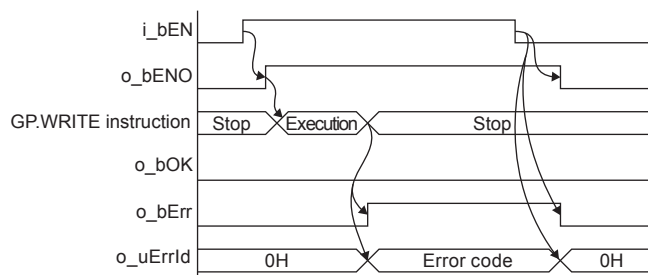 i_bEN
o_bENO
GP.WRITE instruction Stop Execution Stop
o_bOK
o_bErr
o_uErrId 0H Error code 0H